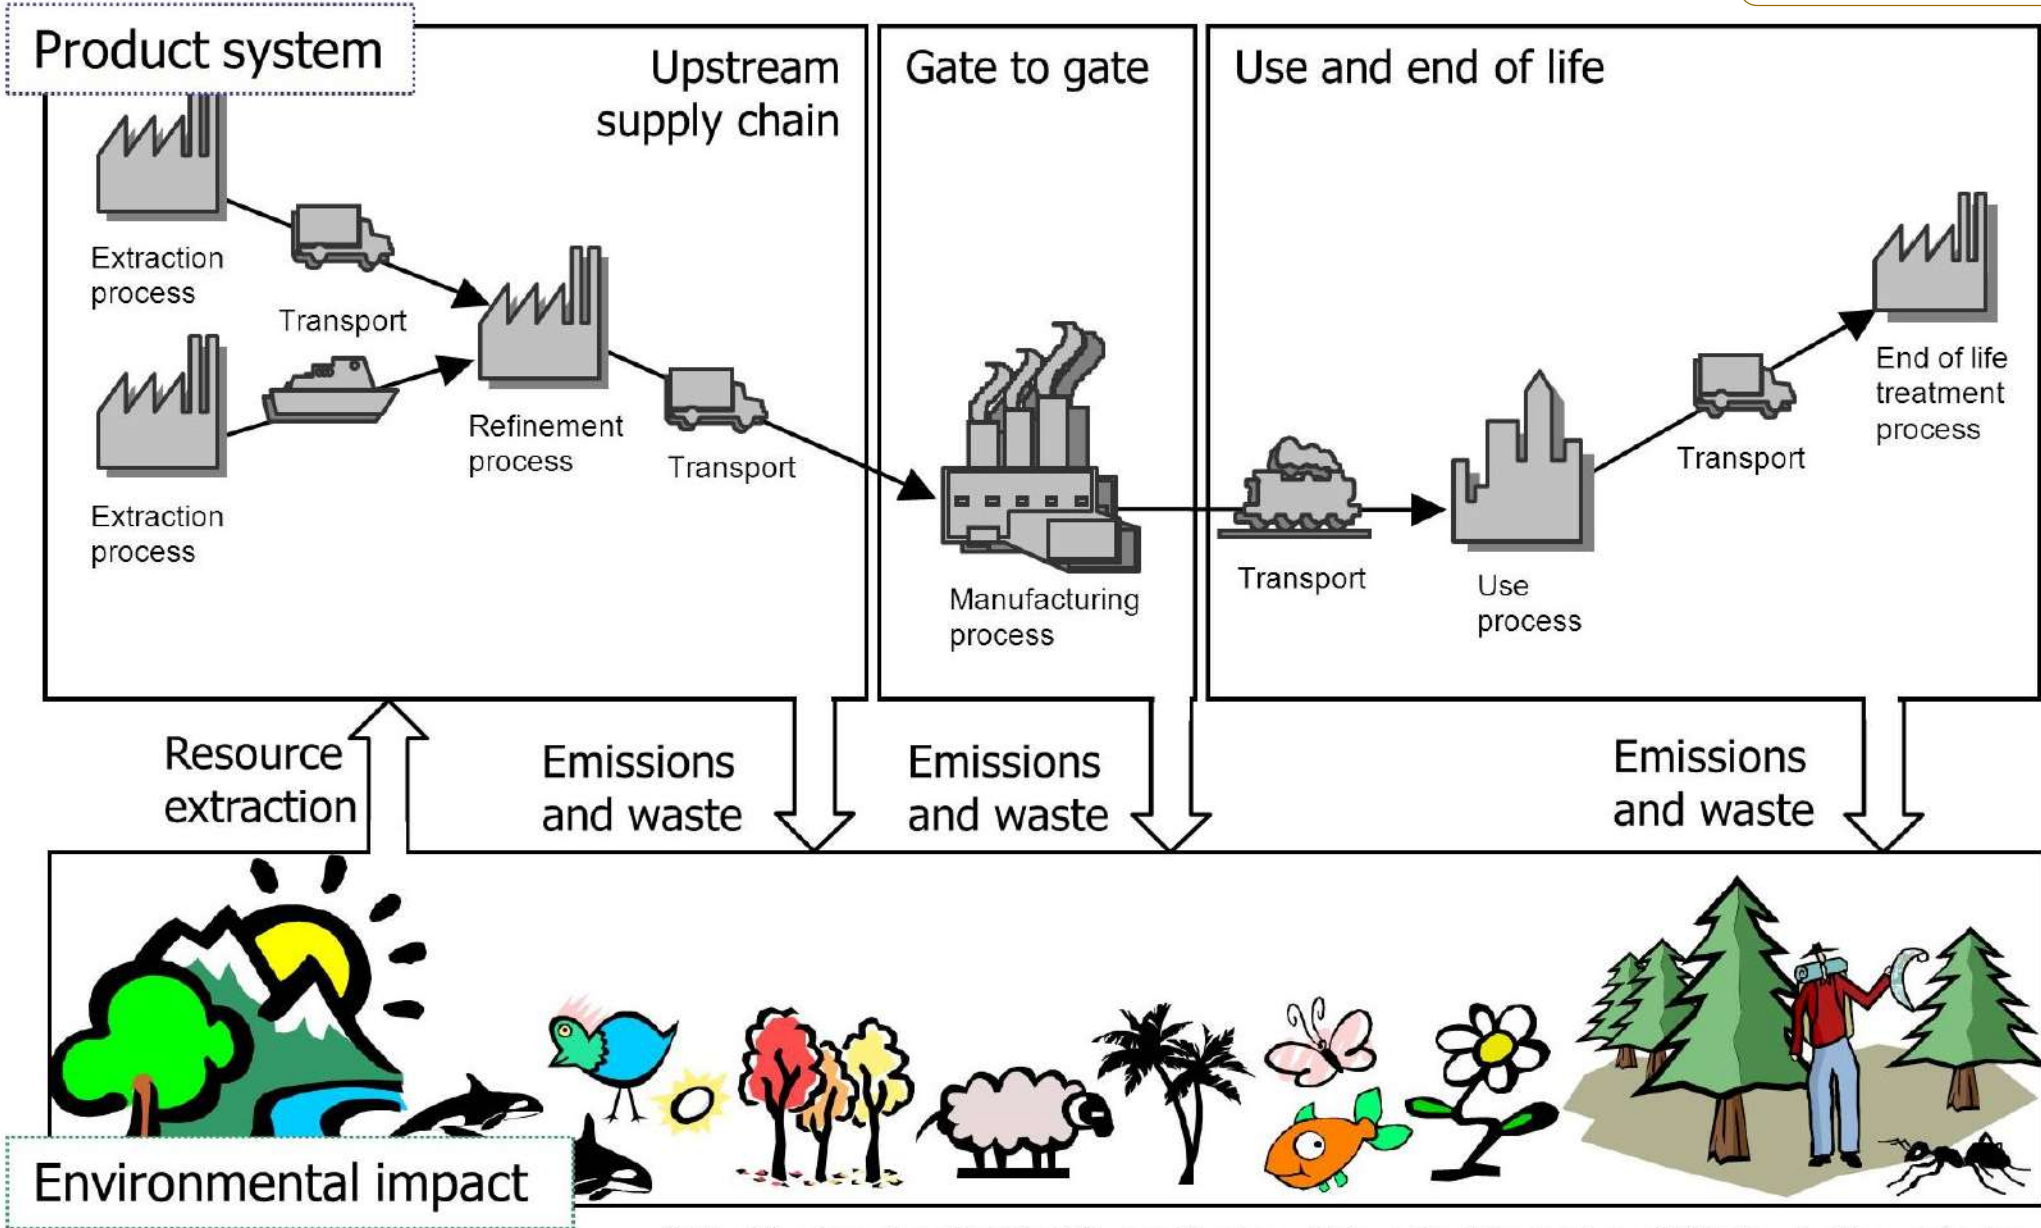 Product system
Upstream
supply chain
Gate to gate
Use and end of life
Extraction
process
Transport
Extraction
process
Refinement
process
Transport
Manufacturing
process
Transport
Use
process
Transport
End of life
treatment
process
Resource
extraction
Emissions
and waste
Emissions
and waste
Emissions
and waste
Environmental impact